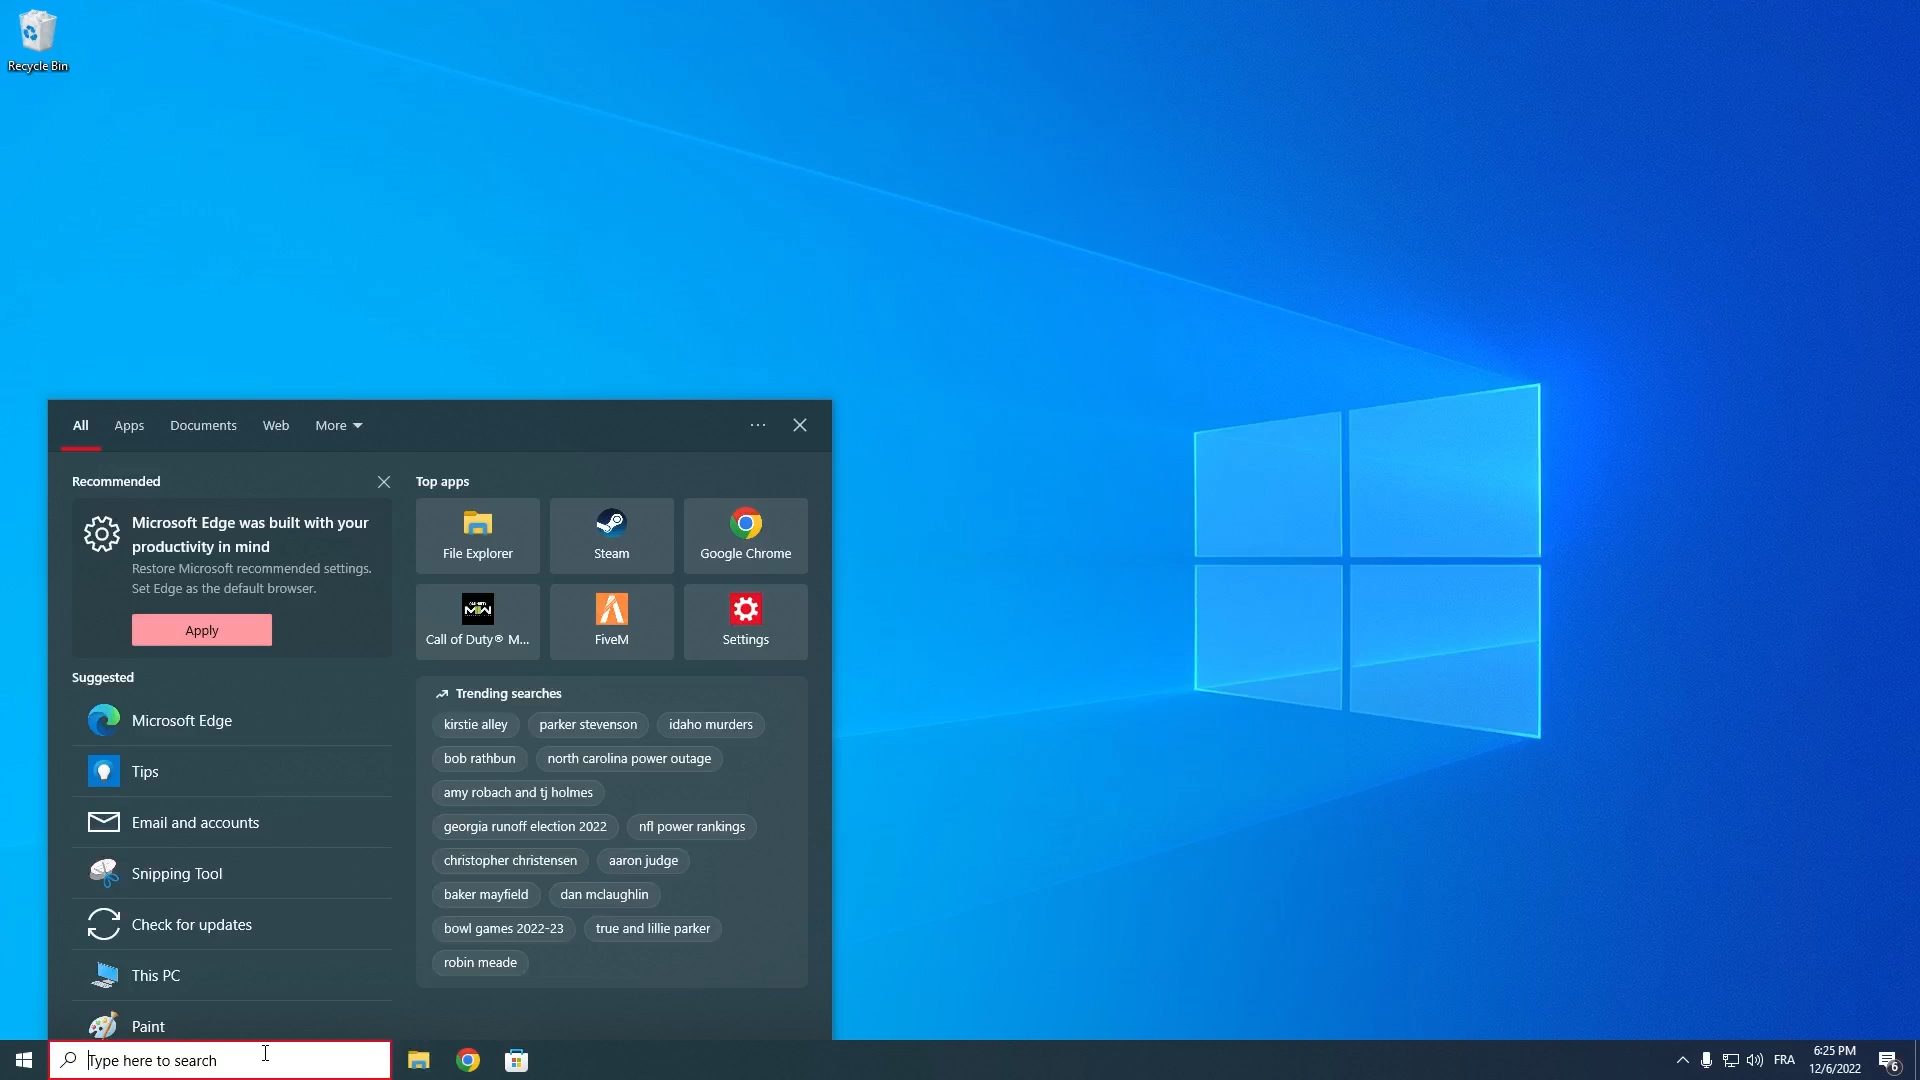 Recycle Bin
All Apps Documents Web More
Recommended
Microsoft Edge was built with your
productivity in mind
Restore Microsoft recommended settings.
Set Edge as the default browser.
Apply
Suggested
Microsoft Edge
Tips
Email and accounts
Snipping Tool
Check for updates
This PC
Paint
Top apps
File Explorer Steam Google Chrome
Call of Duty® M... FiveM Settings
Trending searches
kirstie alley parker stevenson idaho murders
bob rathbun north carolina power outage
amy robach and tj holmes
georgia runoff election 2022 nfl power rankings
christopher christensen aaron judge
baker mayfield dan mclaughlin
bowl games 2022-23 true and lillie parker
robin meade
Type here to search
FRA
6:25 PM
12/6/2022
6